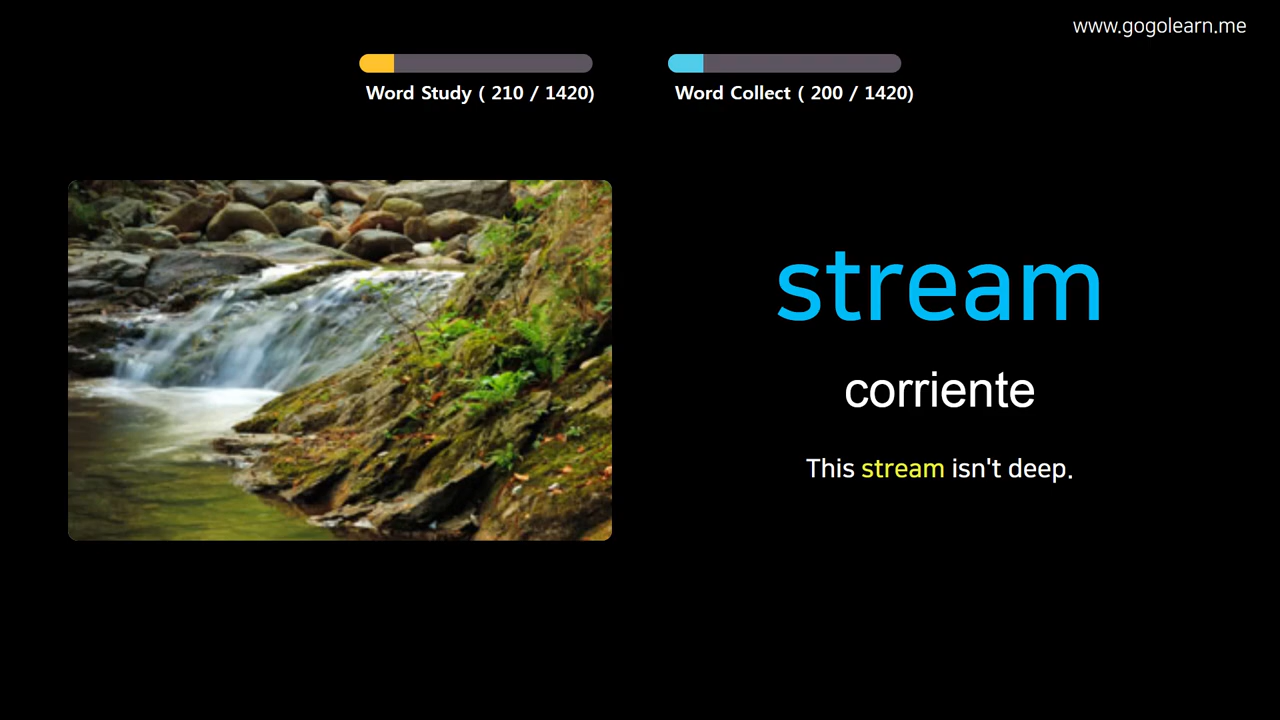 www.gogolearn.me
Word Study ( 210 / 1420)
Word Collect ( 200 / 1420)
stream
corriente
This stream isn't deep.